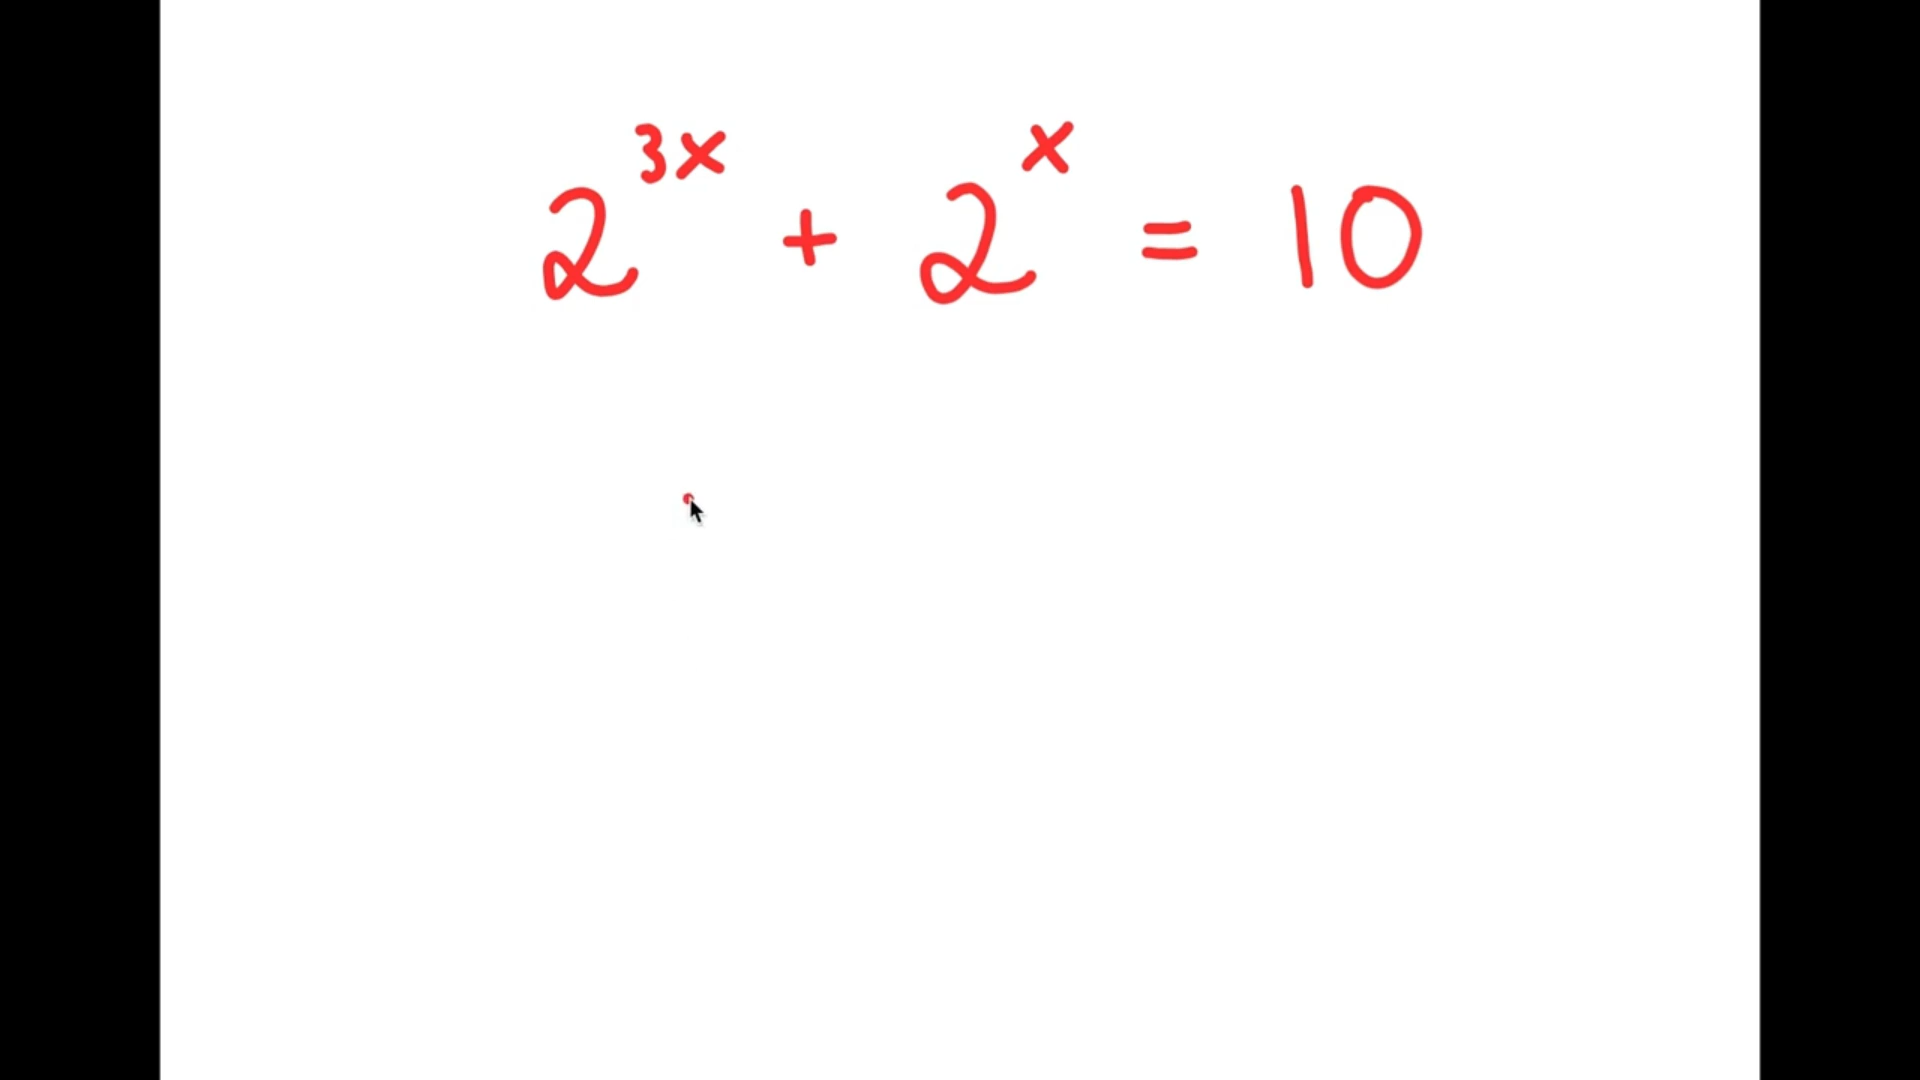 2^{3x} + 2^x = 10